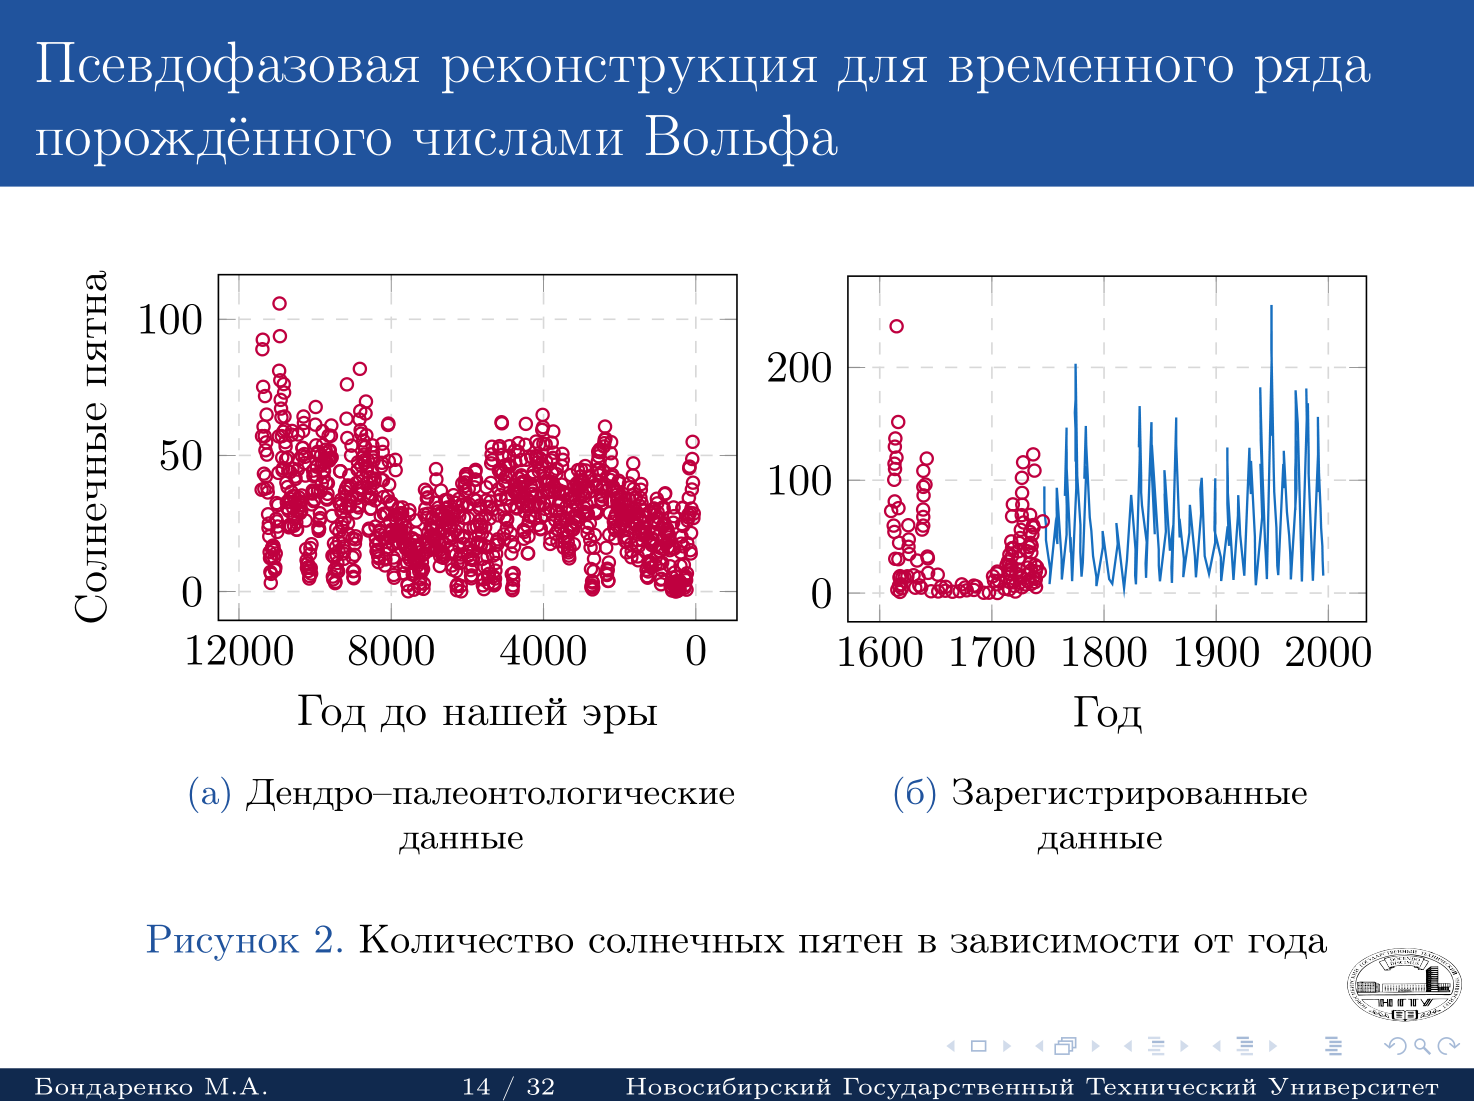 Псевдофазовая реконструкция для временного ряда
порождённого числами Вольфа
Солнечные пятна
100
50
0
12000 8000 4000 0
Год до нашей эры
(а) Дендро–палеонтологические
данные
200
100
0
1600 1700 1800 1900 2000
Год
(б) Зарегистрированные
данные
Рисунок 2. Количество солнечных пятен в зависимости от года
НГТУ
Бондаренко М.А. 14 / 32 Новосибирский Государственный Технический Университет